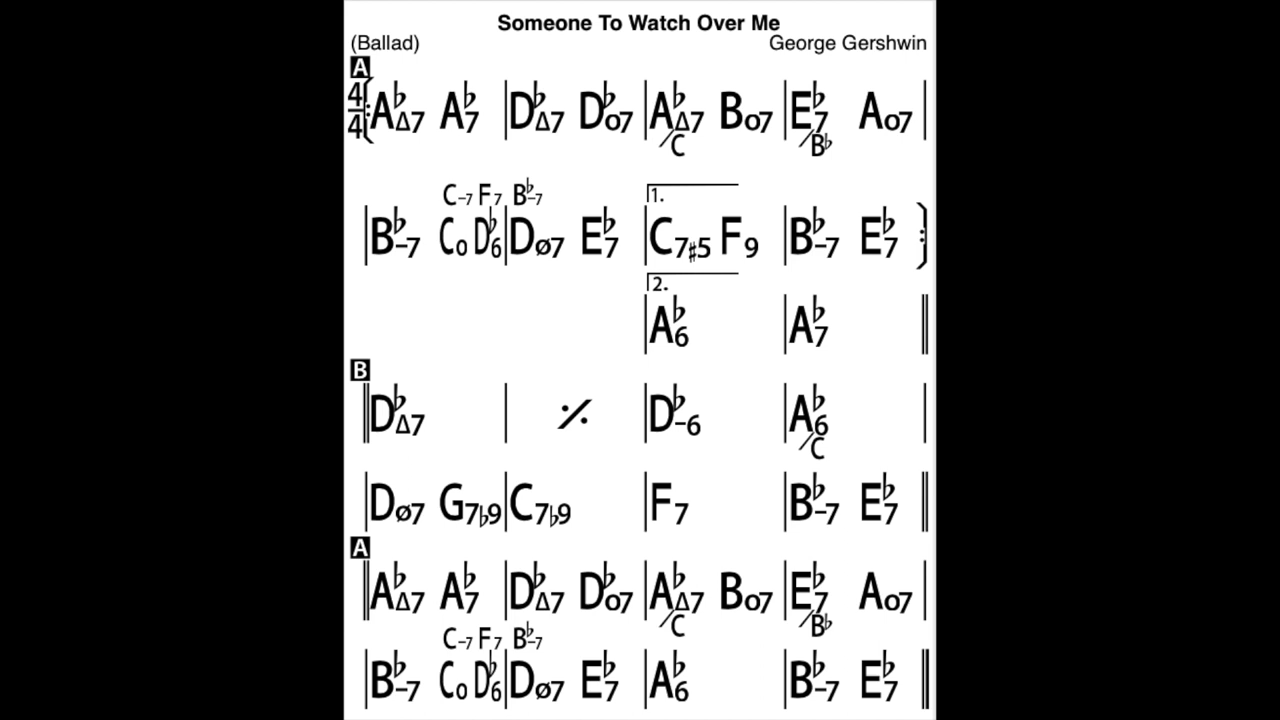 Someone To Watch Over Me
(Ballad) George Gershwin
A
4/4 A♭Δ7 A♭7 D♭Δ7 D♭o7 A♭Δ7/C Bo7 E♭7/B♭ Ao7
C–7 F7 B♭–7 1.
B♭–7 Co D♭6 Dø7 E♭7 C7♯5 F9 B♭–7 E♭7
2.
A♭6 A♭7
B
D♭Δ7 𝄎 D♭–6 A♭6/C
Dø7 G7♭9 C7♭9 F7 B♭–7 E♭7
A
A♭Δ7 A♭7 D♭Δ7 D♭o7 A♭Δ7/C Bo7 E♭7/B♭ Ao7
C–7 F7 B♭–7
B♭–7 Co D♭6 Dø7 E♭7 A♭6 B♭–7 E♭7